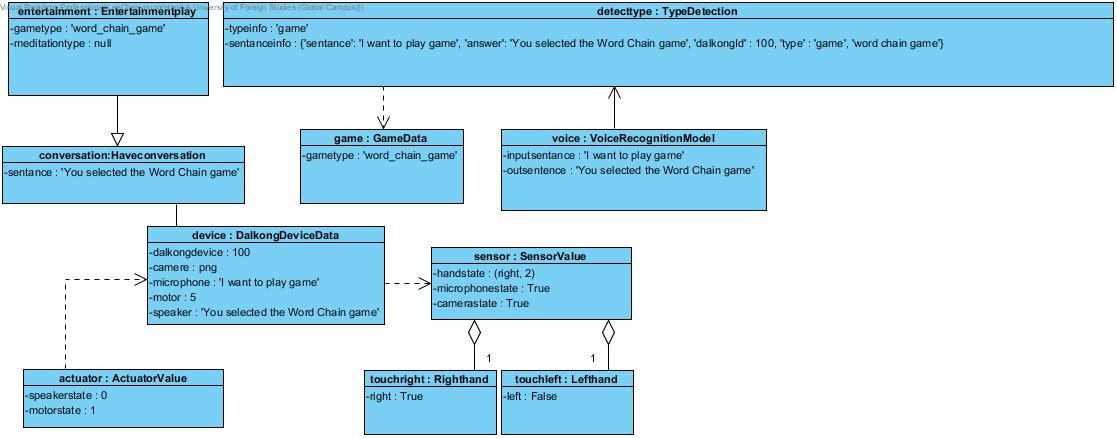 entertainment : Entertainmentplay
-gametype : 'word_chain_game'
-meditationtype : null
University of Foreign Studies (Global Campus))
detecttype : TypeDetection
-typeinfo : 'game'
-sentanceinfo : {'sentance': 'I want to play game', 'answer': 'You selected the Word Chain game', 'dalkongId' : 100, 'type' : 'game', 'word chain game'}
game : GameData
-gametype : 'word_chain_game'
voice : VoiceRecognitionModel
-inputsentance : 'I want to play game'
-outsentence : 'You selected the Word Chain game'
conversation:Haveconversation
-sentance : 'You selected the Word Chain game'
device : DalkongDeviceData
-dalkongdevice : 100
-camere : png
-microphone : 'I want to play game'
-motor : 5
-speaker : 'You selected the Word Chain game'
sensor : SensorValue
-handstate : (right, 2)
-microphonestate : True
-camerastate : True
1
1
actuator : ActuatorValue
-speakerstate : 0
-motorstate : 1
touchright : Righthand
-right : True
touchleft : Lefthand
-left : False